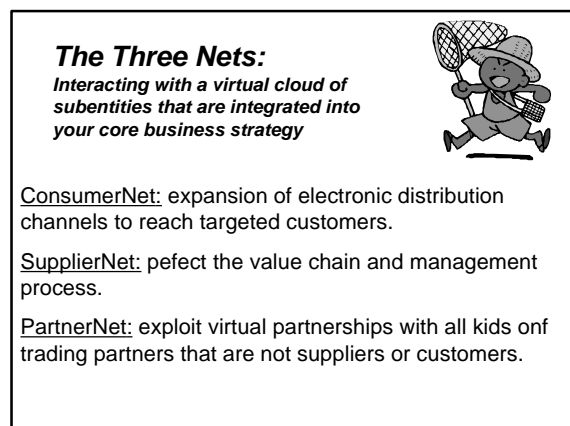 The Three Nets:
Interacting with a virtual cloud of
subentities that are integrated into
your core business strategy
ConsumerNet: expansion of electronic distribution
channels to reach targeted customers.
SupplierNet: pefect the value chain and management
process.
PartnerNet: exploit virtual partnerships with all kids onf
trading partners that are not suppliers or customers.